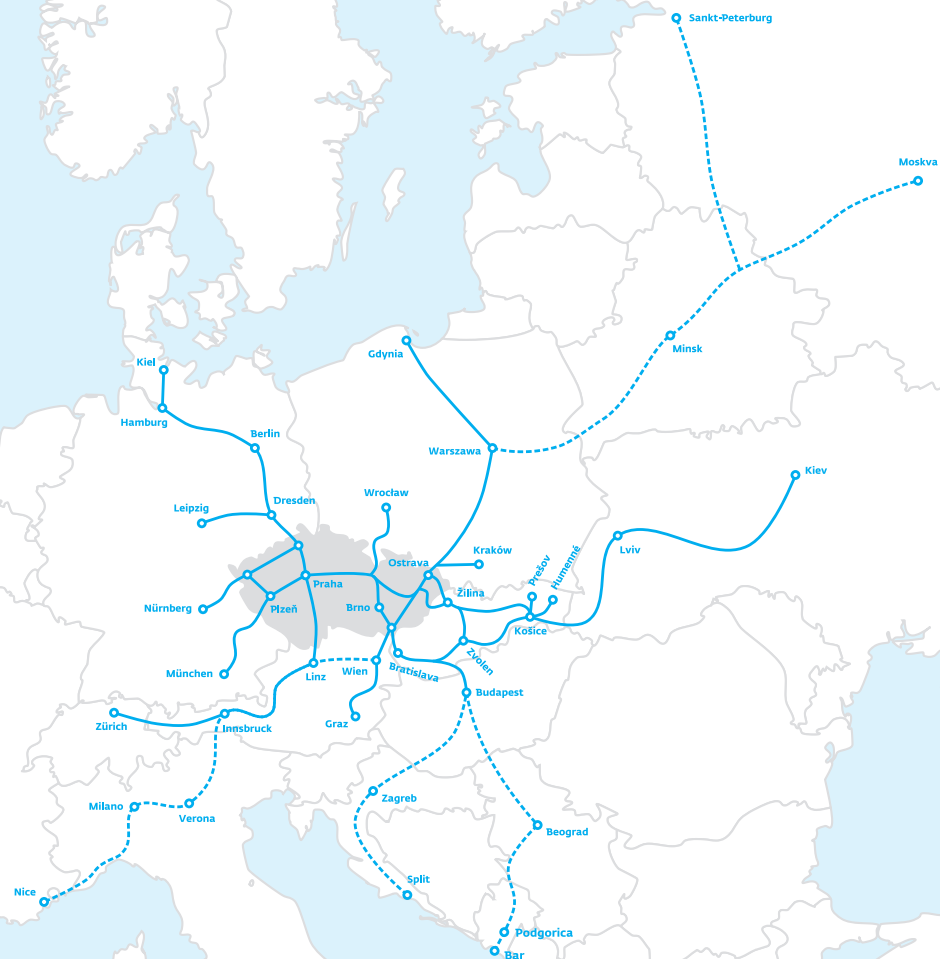 Sankt-Peterburg
Moskva
Minsk
Gdynia
Kiel
Hamburg
Berlin
Warszawa
Kiev
Wrocław
Dresden
Leipzig
Lviv
Kraków
Ostrava
Prešov
Humenné
Praha
Žilina
Nürnberg
Plzeň
Brno
Košice
Zvolen
München
Linz
Wien
Bratislava
Budapest
Zürich
Innsbruck
Graz
Milano
Verona
Zagreb
Beograd
Nice
Split
Podgorica
Bar